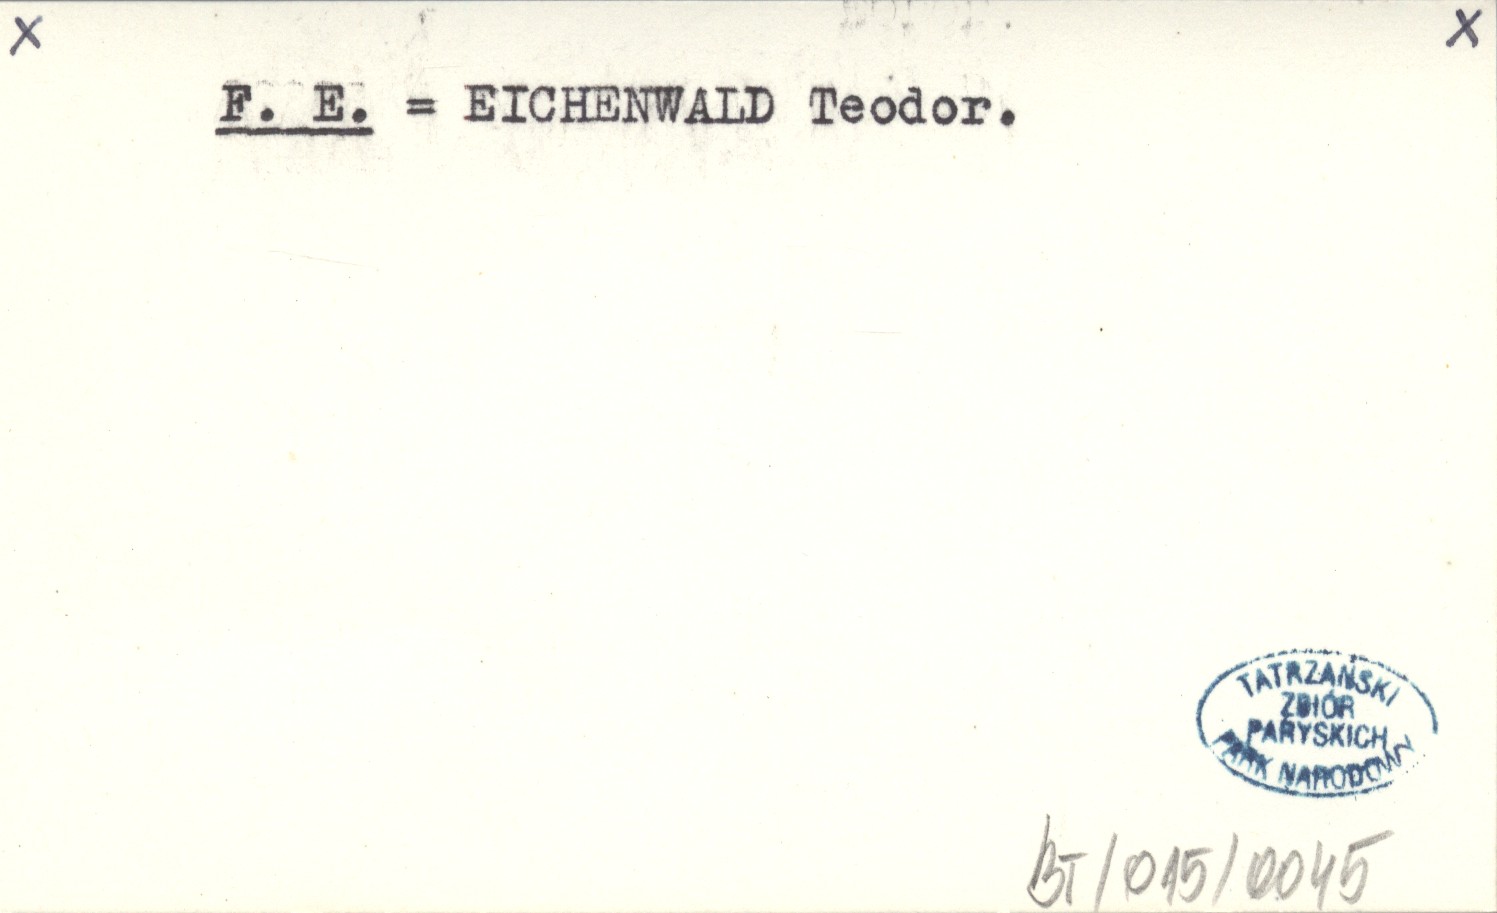 X X
F. E. = EICHENWALD Teodor.
TATRZAŃSKI
ZBIÓR
PARYSKICH
PARK NARODOWY
BT/015/0045